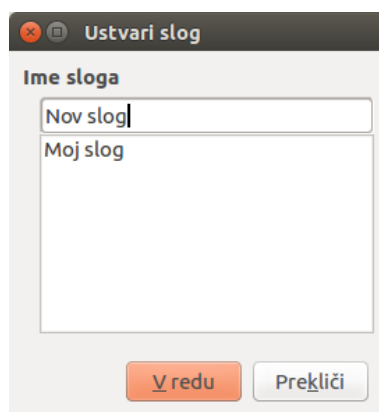 Ustvari slog
Ime sloga
Nov slog
Moj slog
V redu
Prekliči